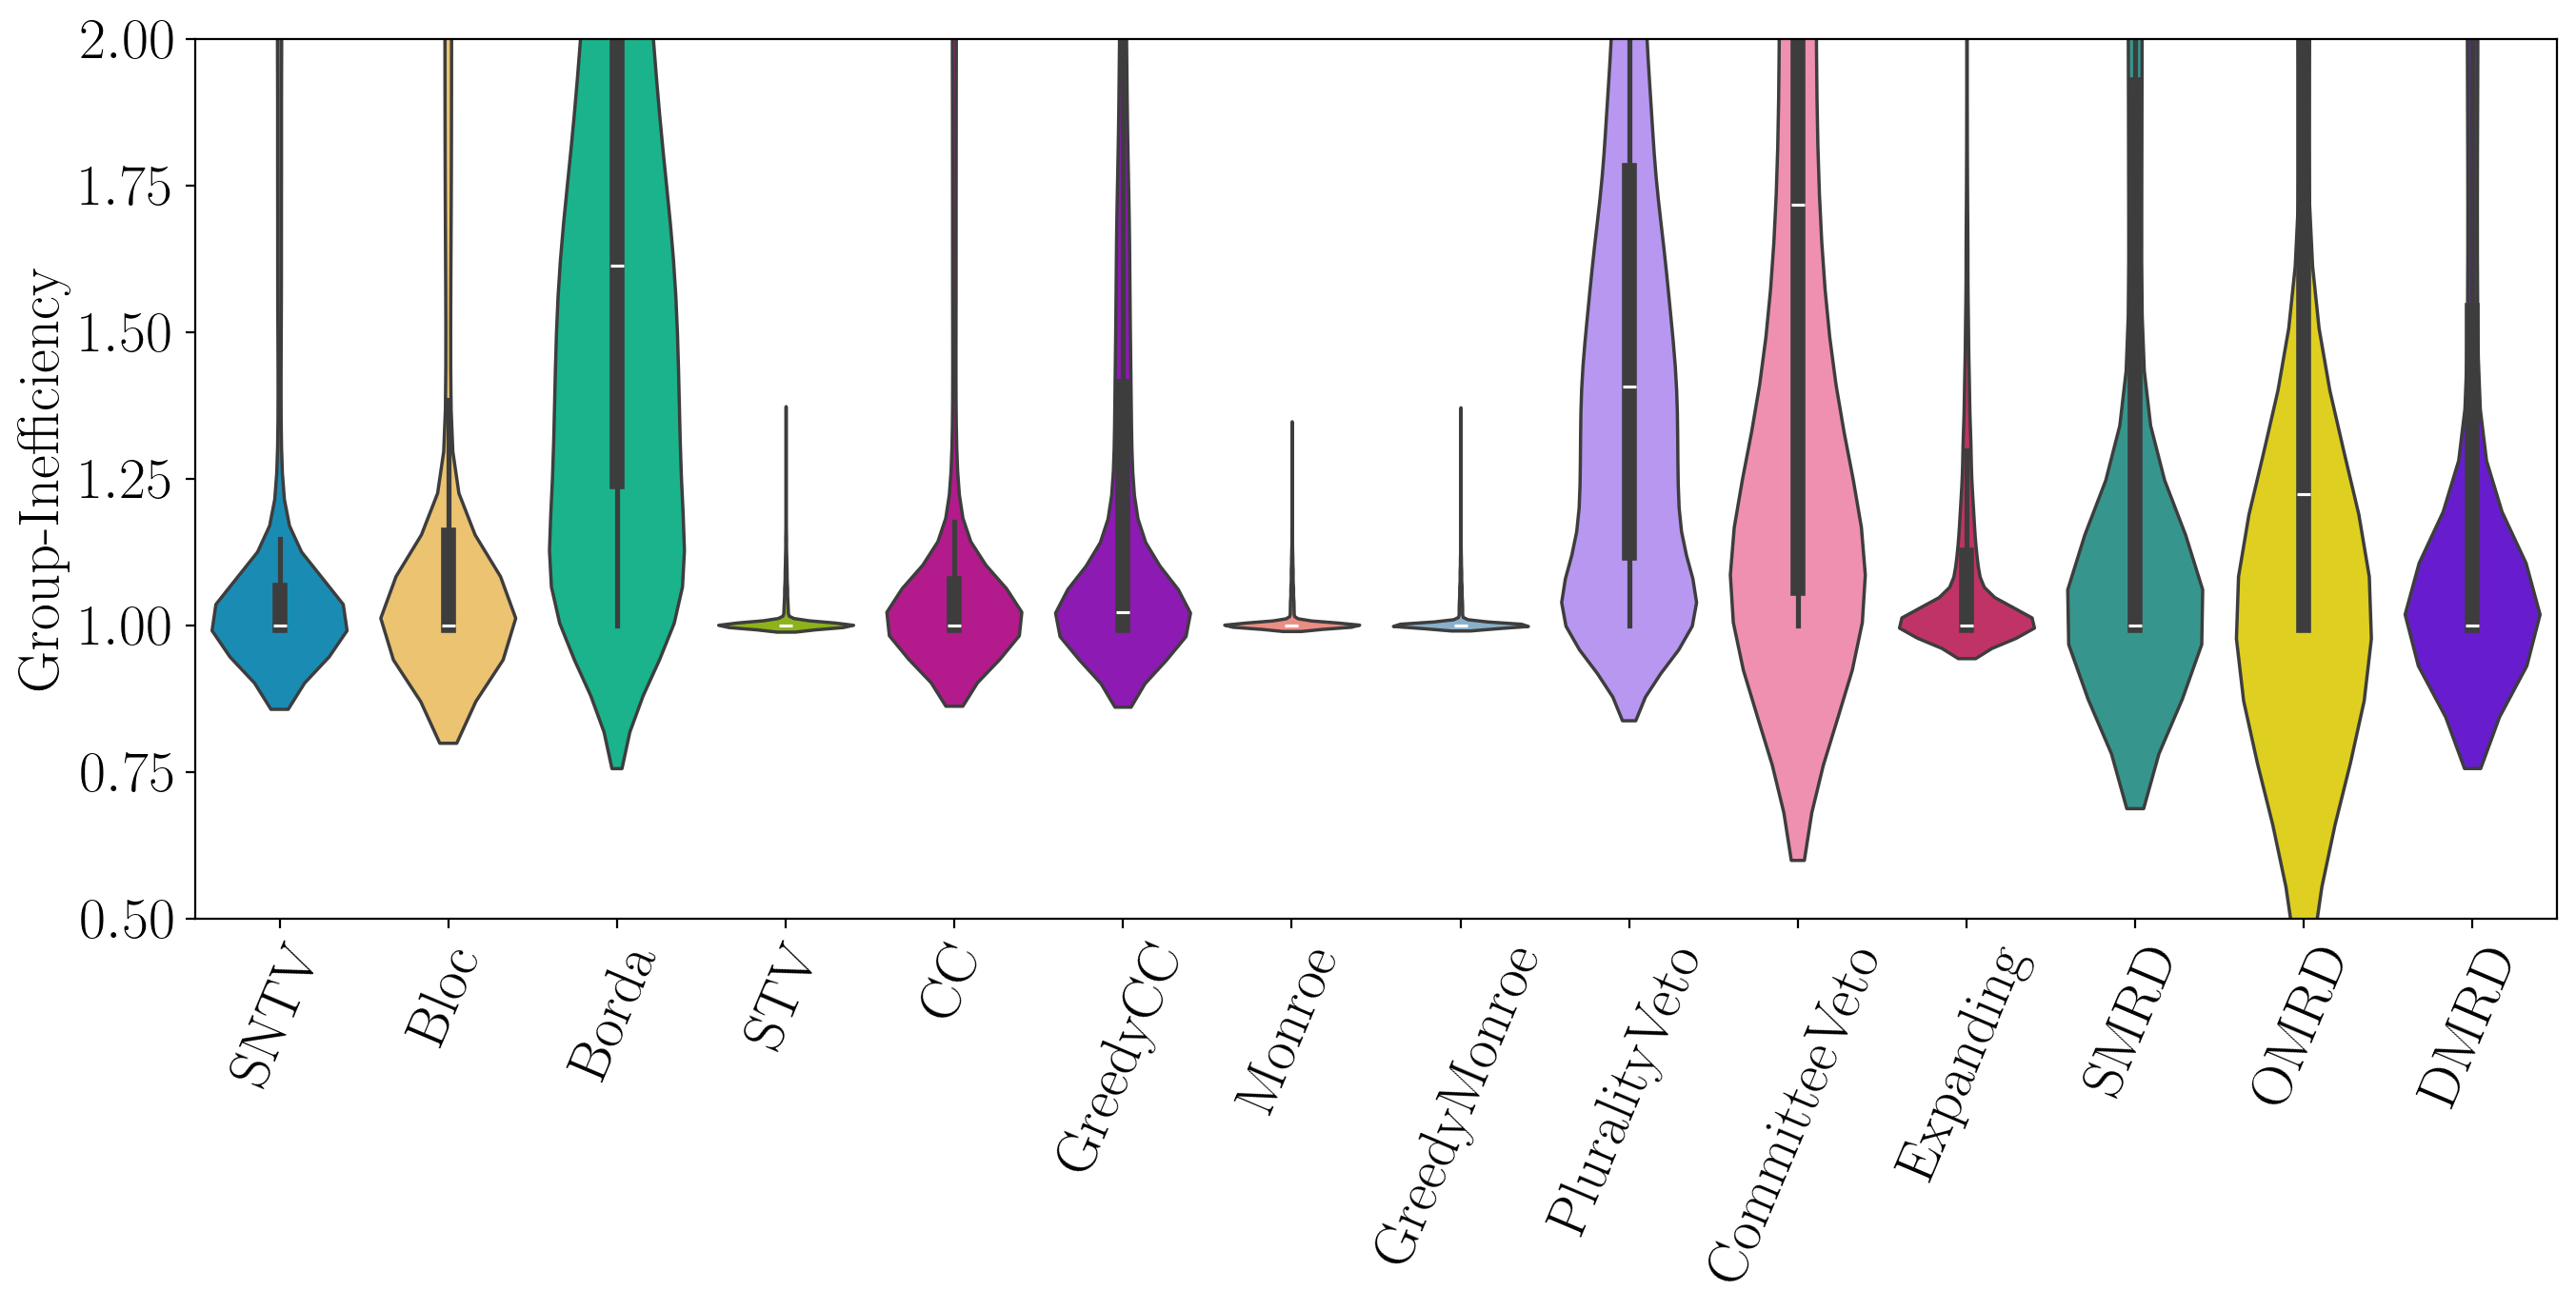 Group-Inefficiency
2.00
1.75
1.50
1.25
1.00
0.75
0.50
SNTV
Bloc
Borda
STV
CC
GreedyCC
Monroe
GreedyMonroe
PluralityVeto
CommitteeVeto
Expanding
SMRD
OMRD
DMRD